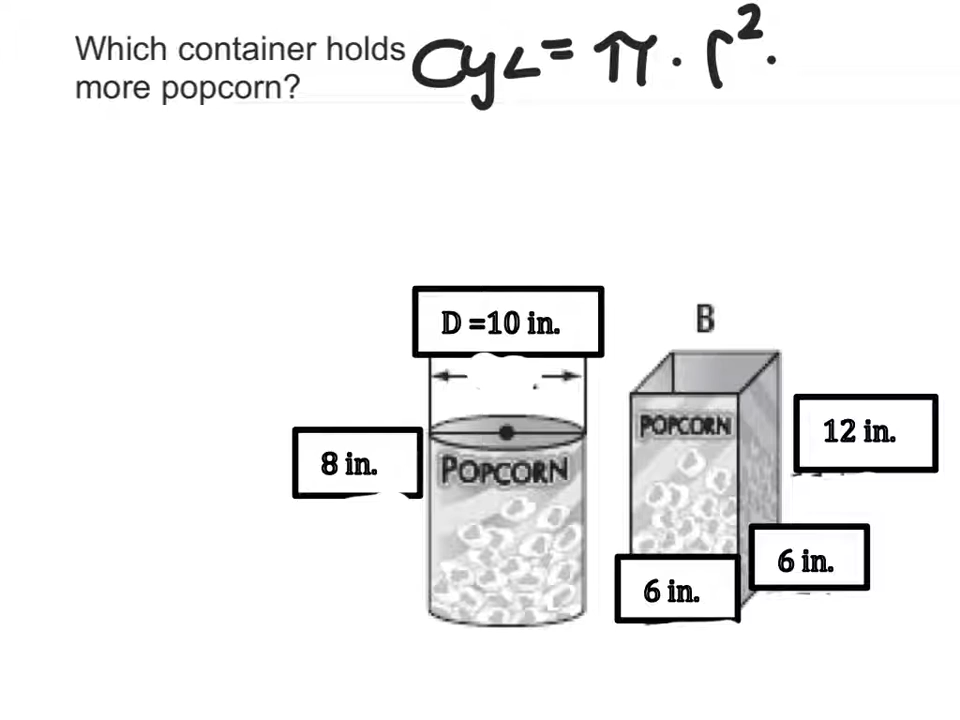 Which container holds
more popcorn?
Cyl = π · r² ·
D =10 in.
B
8 in.
POPCORN
POPCORN
12 in.
6 in.
6 in.